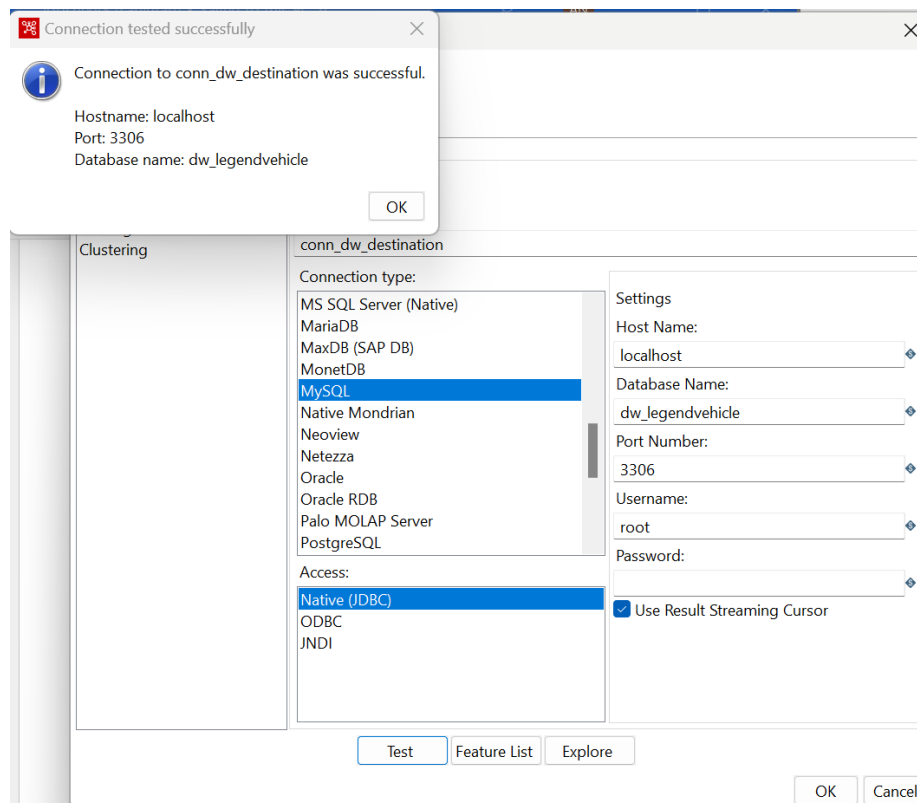 Connection tested successfully
Connection to conn_dw_destination was successful.
Hostname: localhost
Port: 3306
Database name: dw_legendvehicle
OK
Clustering
conn_dw_destination
Connection type:
MS SQL Server (Native)
MariaDB
MaxDB (SAP DB)
MonetDB
MySQL
Native Mondrian
Neoview
Netezza
Oracle
Oracle RDB
Palo MOLAP Server
PostgreSQL
Access:
Native (JDBC)
ODBC
JNDI
Settings
Host Name:
localhost
Database Name:
dw_legendvehicle
Port Number:
3306
Username:
root
Password:
Use Result Streaming Cursor
Test
Feature List
Explore
OK
Cancel